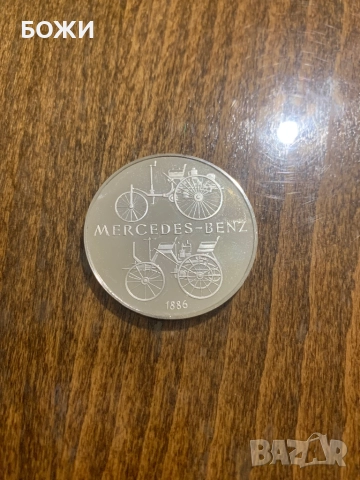 БОЖИ
MERCEDES-BENZ
1886
BAZAR